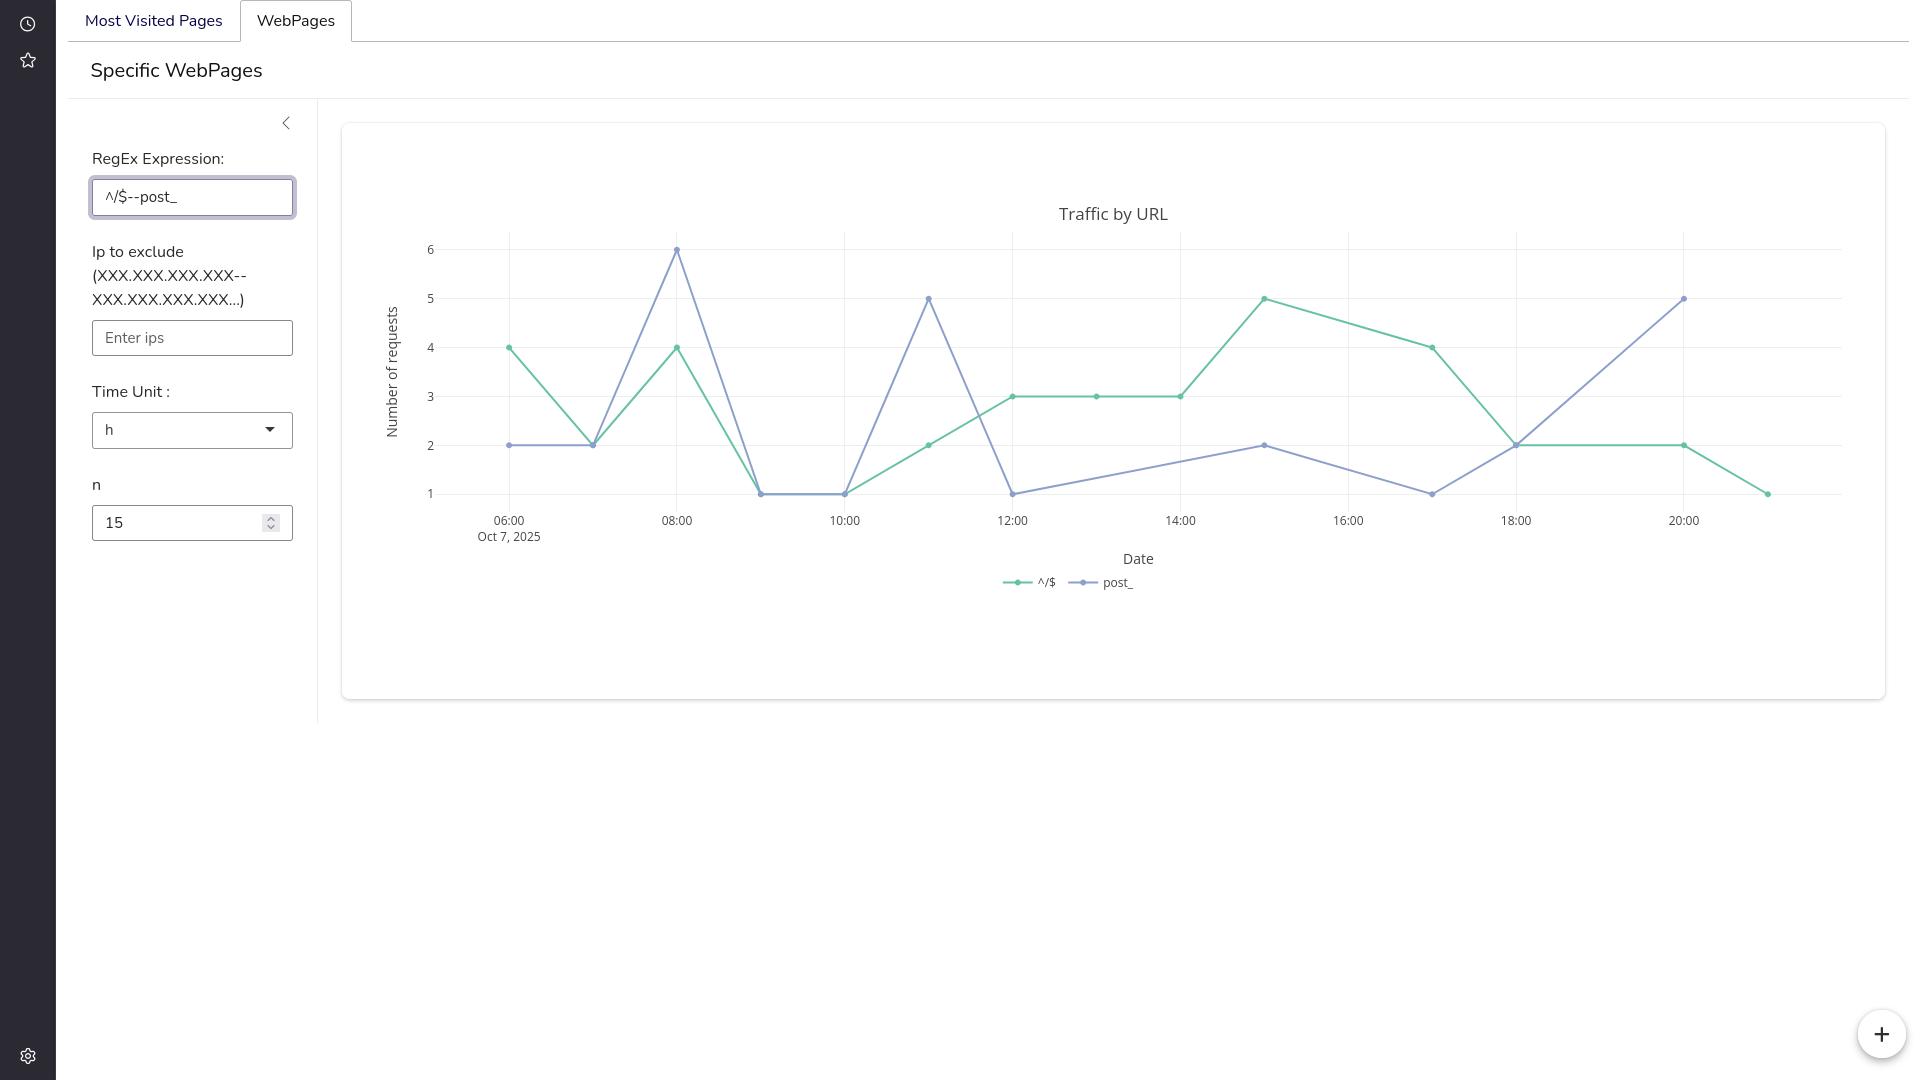 Most Visited Pages
WebPages
Specific WebPages
RegEx Expression:
^/$--post_
Ip to exclude
(XXX.XXX.XXX.XXX--
XXX.XXX.XXX.XXX...)
Enter ips
Time Unit :
h
n
15
Traffic by URL
Number of requests
6
5
4
3
2
1
06:00
08:00
10:00
12:00
14:00
16:00
18:00
20:00
Oct 7, 2025
Date
^/$
post_